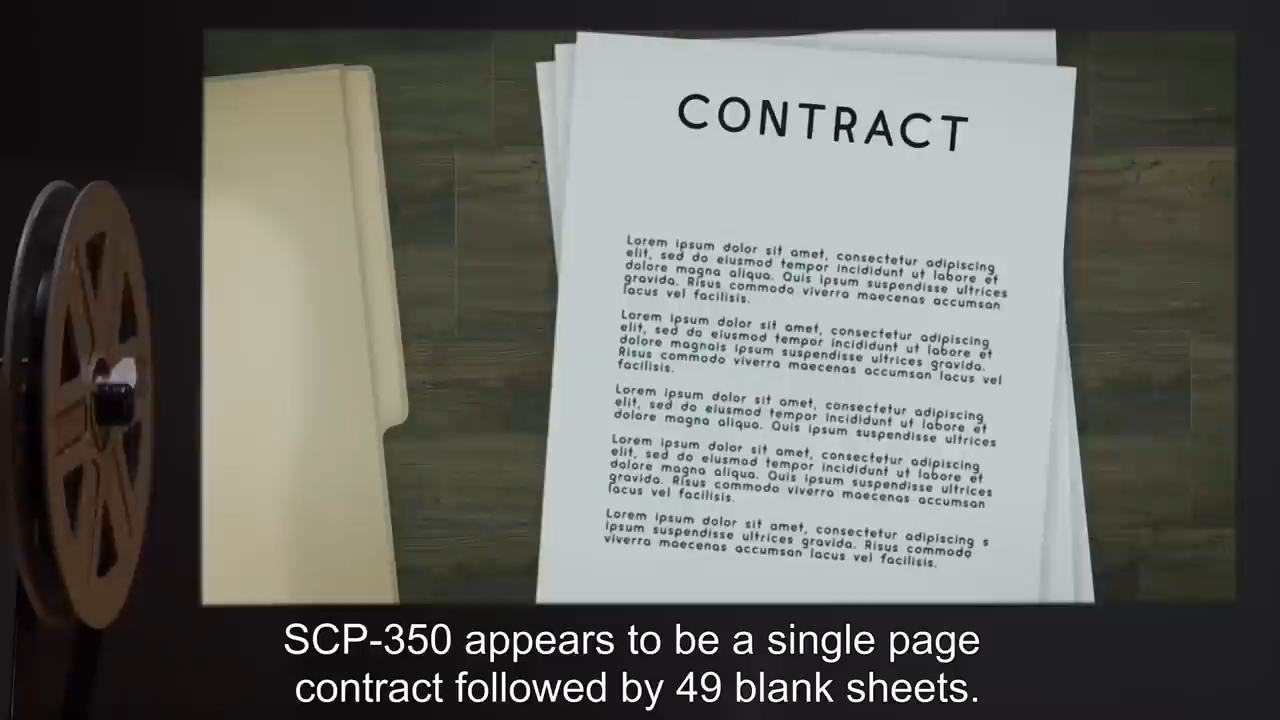 CONTRACT
Lorem ipsum dolor sit amet, consectetur adipiscing
elit, sed do eiusmod tempor incididunt ut labore et
dolore magna aliqua. Quis ipsum suspendisse ultrices
gravida. Risus commodo viverra maecenas accumsan
lacus vel facilisis.
Lorem ipsum dolor sit amet, consectetur adipiscing
elit, sed do eiusmod tempor incididunt ut labore et
dolore magnais ipsum suspendisse ultrices gravida.
Risus commodo viverra maecenas accumsan lacus vel
facilisis.
Lorem ipsum dolor sit amet, consectetur adipiscing
elit, sed do eiusmod tempor incididunt ut labore et
dolore magna aliqua. Quis ipsum suspendisse ultrices
Lorem ipsum dolor sit amet, consectetur adipiscing
elit, sed do eiusmod tempor incididunt ut labore et
dolore magna aliqua. Quis ipsum suspendisse ultrices
gravida. Risus commodo viverra maecenas accumsan
lacus vel facilisis.
Lorem ipsum dolor sit amet, consectetur adipiscing s
ipsum suspendisse ultrices gravida. Risus commodo
viverra maecenas accumsan lacus vel facilisis.
SCP-350 appears to be a single page
contract followed by 49 blank sheets.